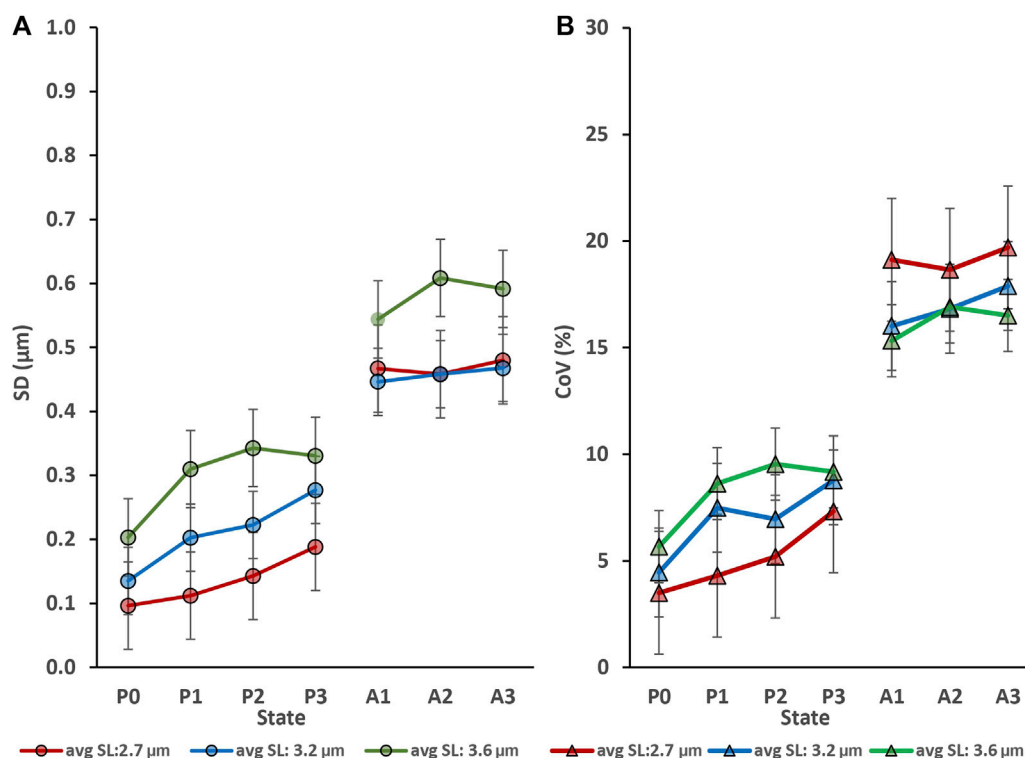 A
1.0
0.9
0.8
0.7
0.6
0.5
0.4
0.3
0.2
0.1
0.0
SD (µm)
P0 P1 P2 P3 A1 A2 A3
State
avg SL:2.7 µm avg SL: 3.2 µm avg SL: 3.6 µm
B
30
25
20
15
10
5
0
CoV (%)
P0 P1 P2 P3 A1 A2 A3
State
avg SL:2.7 µm avg SL: 3.2 µm avg SL: 3.6 µm